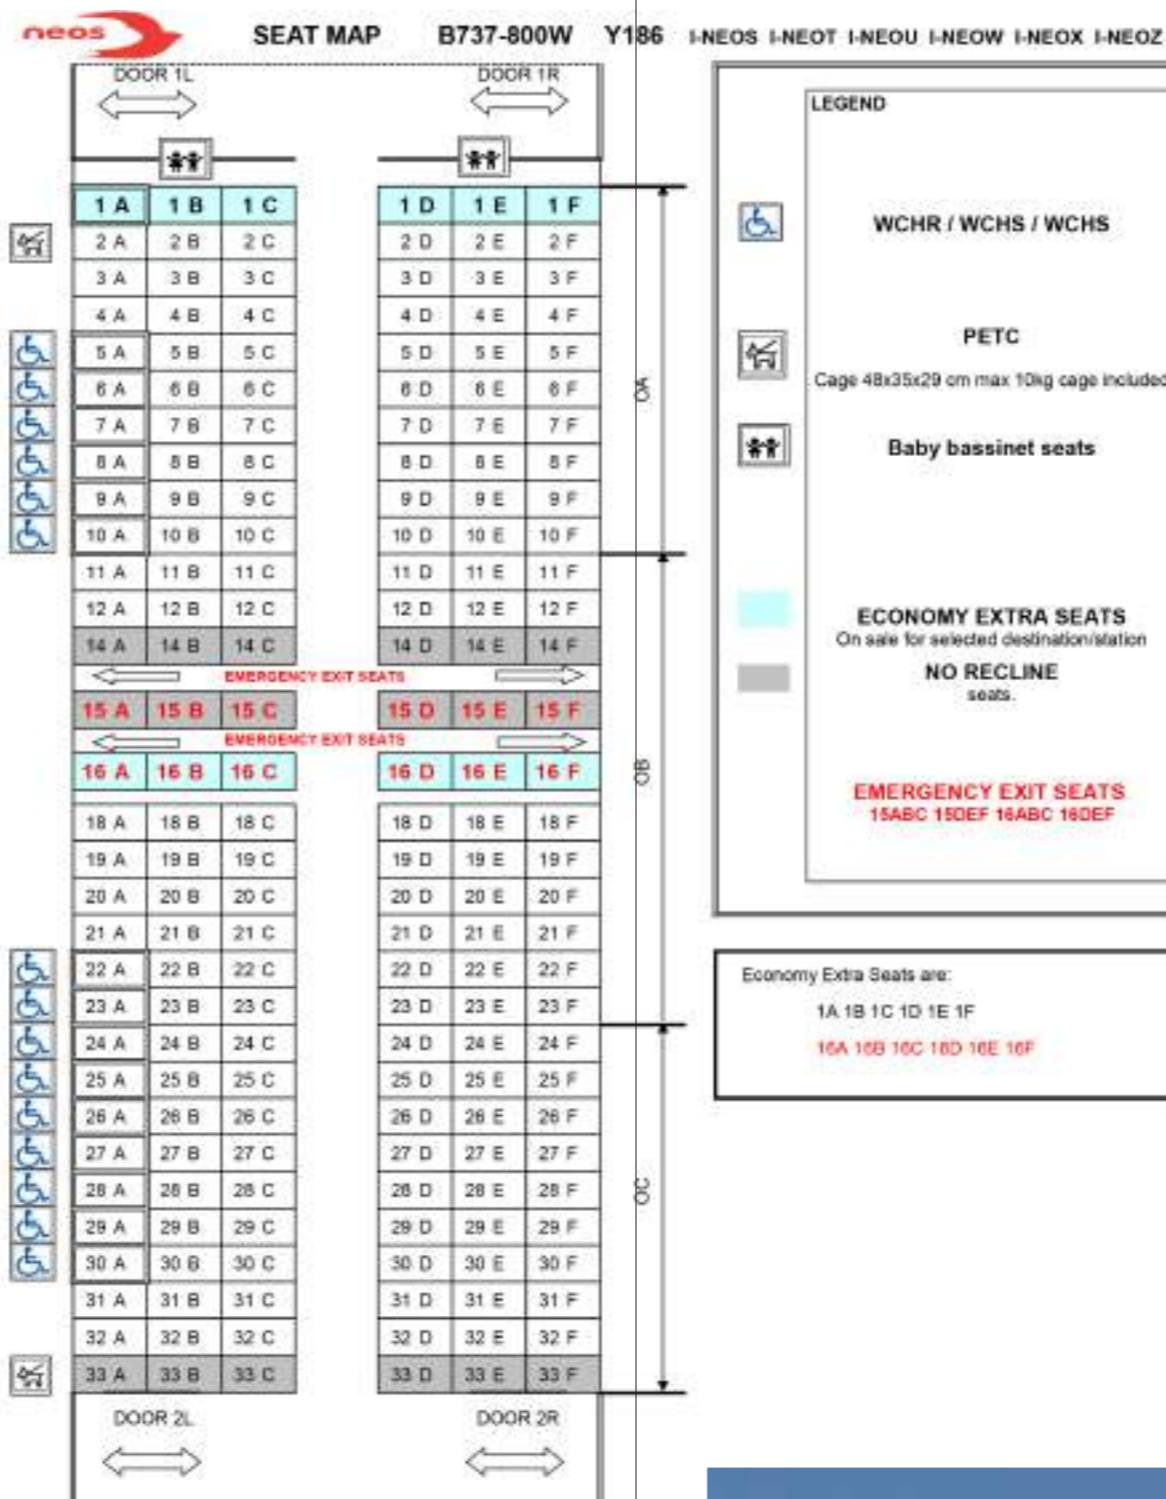 neos SEAT MAP B737-800W Y186 I-NEOS I-NEOT I-NEOU I-NEOW I-NEOX I-NEOZ
DOOR 1L DOOR 1R
1 A 1 B 1 C 1 D 1 E 1 F
2 A 2 B 2 C 2 D 2 E 2 F
3 A 3 B 3 C 3 D 3 E 3 F
4 A 4 B 4 C 4 D 4 E 4 F
5 A 5 B 5 C 5 D 5 E 5 F
6 A 6 B 6 C 6 D 6 E 6 F
OA
7 A 7 B 7 C 7 D 7 E 7 F
8 A 8 B 8 C 8 D 8 E 8 F
9 A 9 B 9 C 9 D 9 E 9 F
10 A 10 B 10 C 10 D 10 E 10 F
11 A 11 B 11 C 11 D 11 E 11 F
12 A 12 B 12 C 12 D 12 E 12 F
14 A 14 B 14 C 14 D 14 E 14 F
EMERGENCY EXIT SEATS
15 A 15 B 15 C 15 D 15 E 15 F
EMERGENCY EXIT SEATS
16 A 16 B 16 C 16 D 16 E 16 F
OB
18 A 18 B 18 C 18 D 18 E 18 F
19 A 19 B 19 C 19 D 19 E 19 F
20 A 20 B 20 C 20 D 20 E 20 F
21 A 21 B 21 C 21 D 21 E 21 F
22 A 22 B 22 C 22 D 22 E 22 F
23 A 23 B 23 C 23 D 23 E 23 F
24 A 24 B 24 C 24 D 24 E 24 F
25 A 25 B 25 C 25 D 25 E 25 F
26 A 26 B 26 C 26 D 26 E 26 F
27 A 27 B 27 C 27 D 27 E 27 F
28 A 28 B 28 C 28 D 28 E 28 F
OC
29 A 29 B 29 C 29 D 29 E 29 F
30 A 30 B 30 C 30 D 30 E 30 F
31 A 31 B 31 C 31 D 31 E 31 F
32 A 32 B 32 C 32 D 32 E 32 F
33 A 33 B 33 C 33 D 33 E 33 F
DOOR 2L DOOR 2R
LEGEND
WCHR / WCHS / WCHS
PETC
Cage 48x35x29 cm max 10kg cage included
Baby bassinet seats
ECONOMY EXTRA SEATS
On sale for selected destination/station
NO RECLINE
seats.
EMERGENCY EXIT SEATS
15ABC 15DEF 16ABC 16DEF
Economy Extra Seats are:
1A 1B 1C 1D 1E 1F
16A 16B 16C 16D 16E 16F